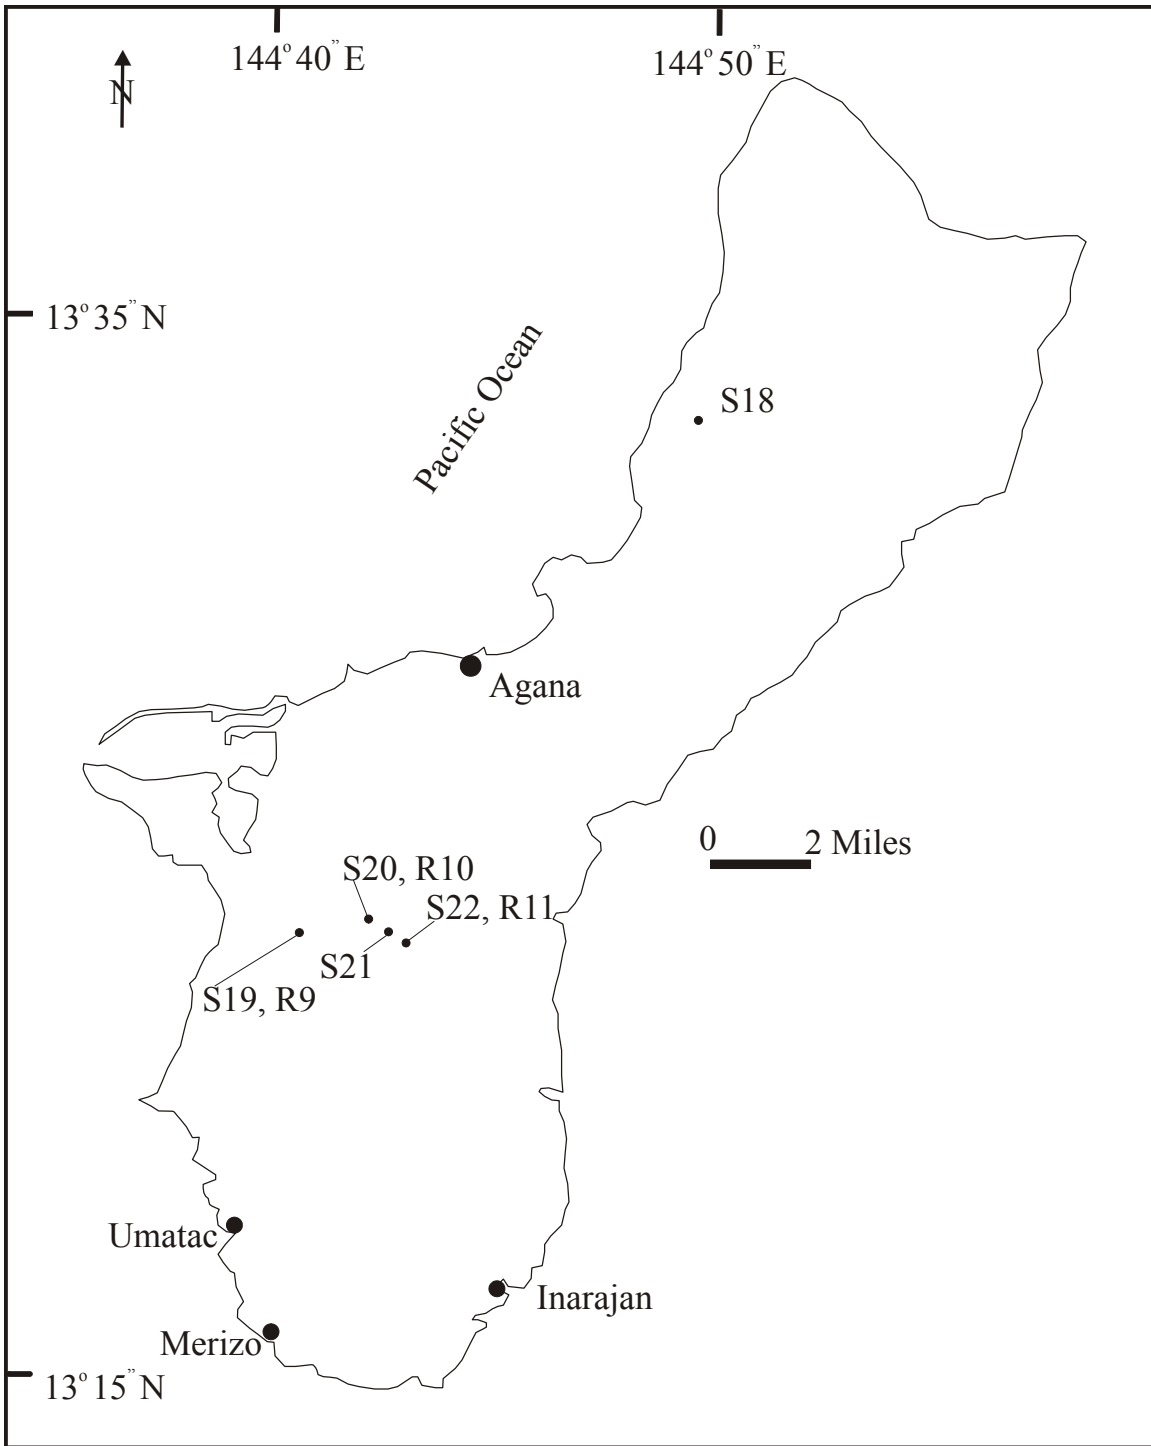 144°40”E
144°50”E
N
13°35”N
Pacific Ocean
S18
Agana
0
2 Miles
S20, R10
S22, R11
S21
S19, R9
Umatac
Inarajan
Merizo
13°15”N